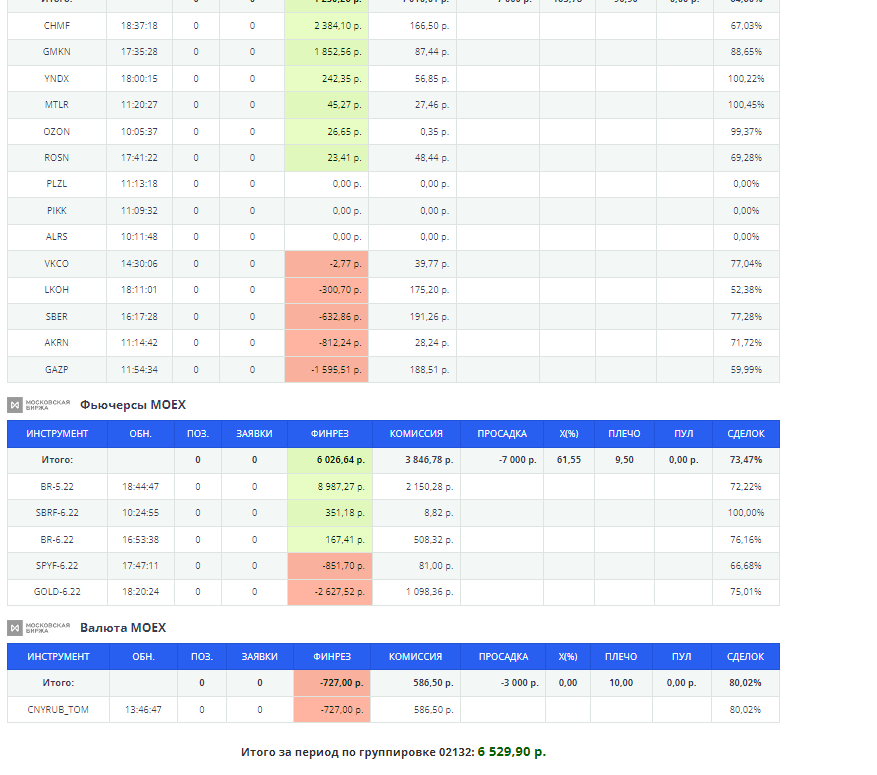 CHMF 18:37:18 0 0 2 384,10 р. 166,50 р. 67,03%
GMKN 17:35:28 0 0 1 852,56 р. 87,44 р. 88,65%
YNDX 18:00:15 0 0 242,35 р. 56,85 р. 100,22%
MTLR 11:20:27 0 0 45,27 р. 27,46 р. 100,45%
OZON 10:05:37 0 0 26,65 р. 0,35 р. 99,37%
ROSN 17:41:22 0 0 23,41 р. 48,44 р. 69,28%
PLZL 11:13:18 0 0 0,00 р. 0,00 р. 0,00%
PIKK 11:09:32 0 0 0,00 р. 0,00 р. 0,00%
ALRS 10:11:48 0 0 0,00 р. 0,00 р. 0,00%
VKCO 14:30:06 0 0 -2,77 р. 39,77 р. 77,04%
LKOH 18:11:01 0 0 -300,70 р. 175,20 р. 52,38%
SBER 16:17:28 0 0 -632,86 р. 191,26 р. 77,28%
AKRN 11:14:42 0 0 -812,24 р. 28,24 р. 71,72%
GAZP 11:54:34 0 0 -1 595,51 р. 188,51 р. 59,99%
МОСКОВСКАЯ БИРЖА Фьючерсы MOEX
ИНСТРУМЕНТ ОБН. ПОЗ. ЗАЯВКИ ФИНРЕЗ КОМИССИЯ ПРОСАДКА X(%) ПЛЕЧО ПУЛ СДЕЛОК
Итого: 0 0 6 026,64 р. 3 846,78 р. -7 000 р. 61,55 9,50 0,00 р. 73,47%
BR-5.22 18:44:47 0 0 8 987,27 р. 2 150,28 р. 72,22%
SBRF-6.22 10:24:55 0 0 351,18 р. 8,82 р. 100,00%
BR-6.22 16:53:38 0 0 167,41 р. 508,32 р. 76,16%
SPYF-6.22 17:47:11 0 0 -851,70 р. 81,00 р. 66,68%
GOLD-6.22 18:20:24 0 0 -2 627,52 р. 1 098,36 р. 75,01%
МОСКОВСКАЯ БИРЖА Валюта MOEX
ИНСТРУМЕНТ ОБН. ПОЗ. ЗАЯВКИ ФИНРЕЗ КОМИССИЯ ПРОСАДКА X(%) ПЛЕЧО ПУЛ СДЕЛОК
Итого: 0 0 -727,00 р. 586,50 р. -3 000 р. 0,00 10,00 0,00 р. 80,02%
CNYRUB_TOM 13:46:47 0 0 -727,00 р. 586,50 р. 80,02%
Итого за период по группировке 02132: 6 529,90 р.